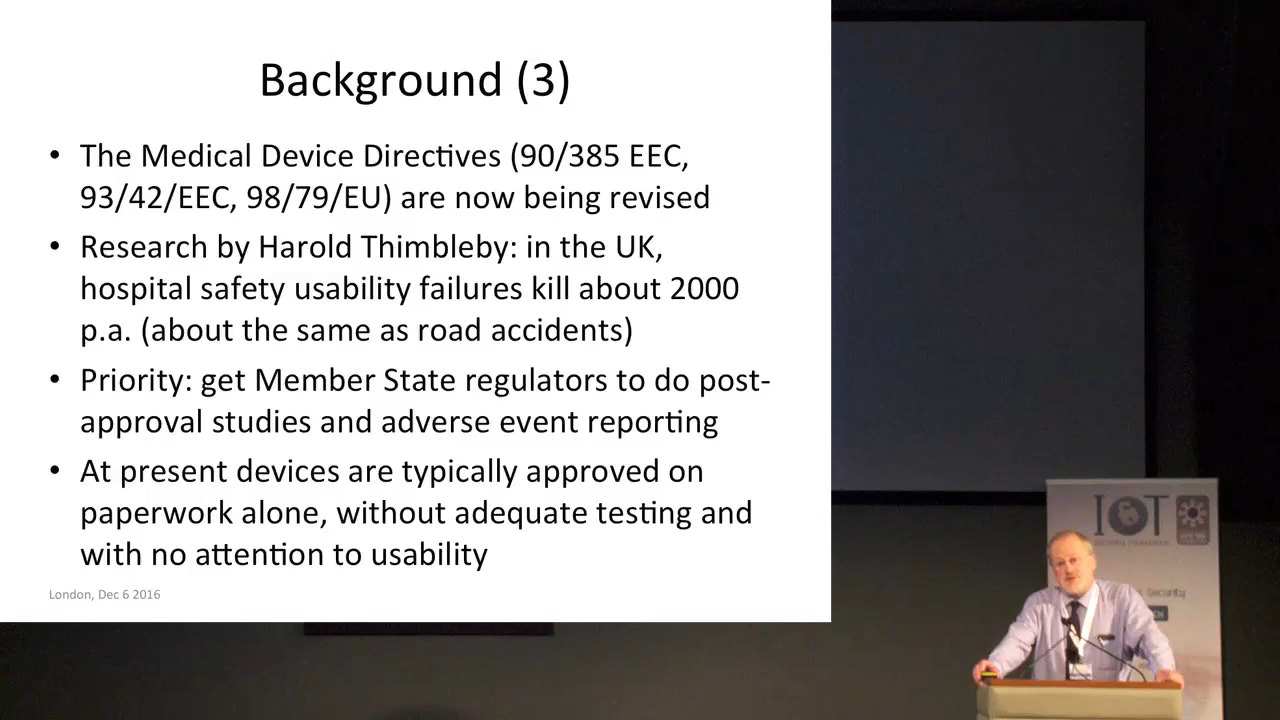 Background (3)
• The Medical Device Directives (90/385 EEC,
93/42/EEC, 98/79/EU) are now being revised
• Research by Harold Thimbleby: in the UK,
hospital safety usability failures kill about 2000
p.a. (about the same as road accidents)
• Priority: get Member State regulators to do post-
approval studies and adverse event reporting
• At present devices are typically approved on
paperwork alone, without adequate testing and
with no attention to usability
London, Dec 6 2016
IOT
Security